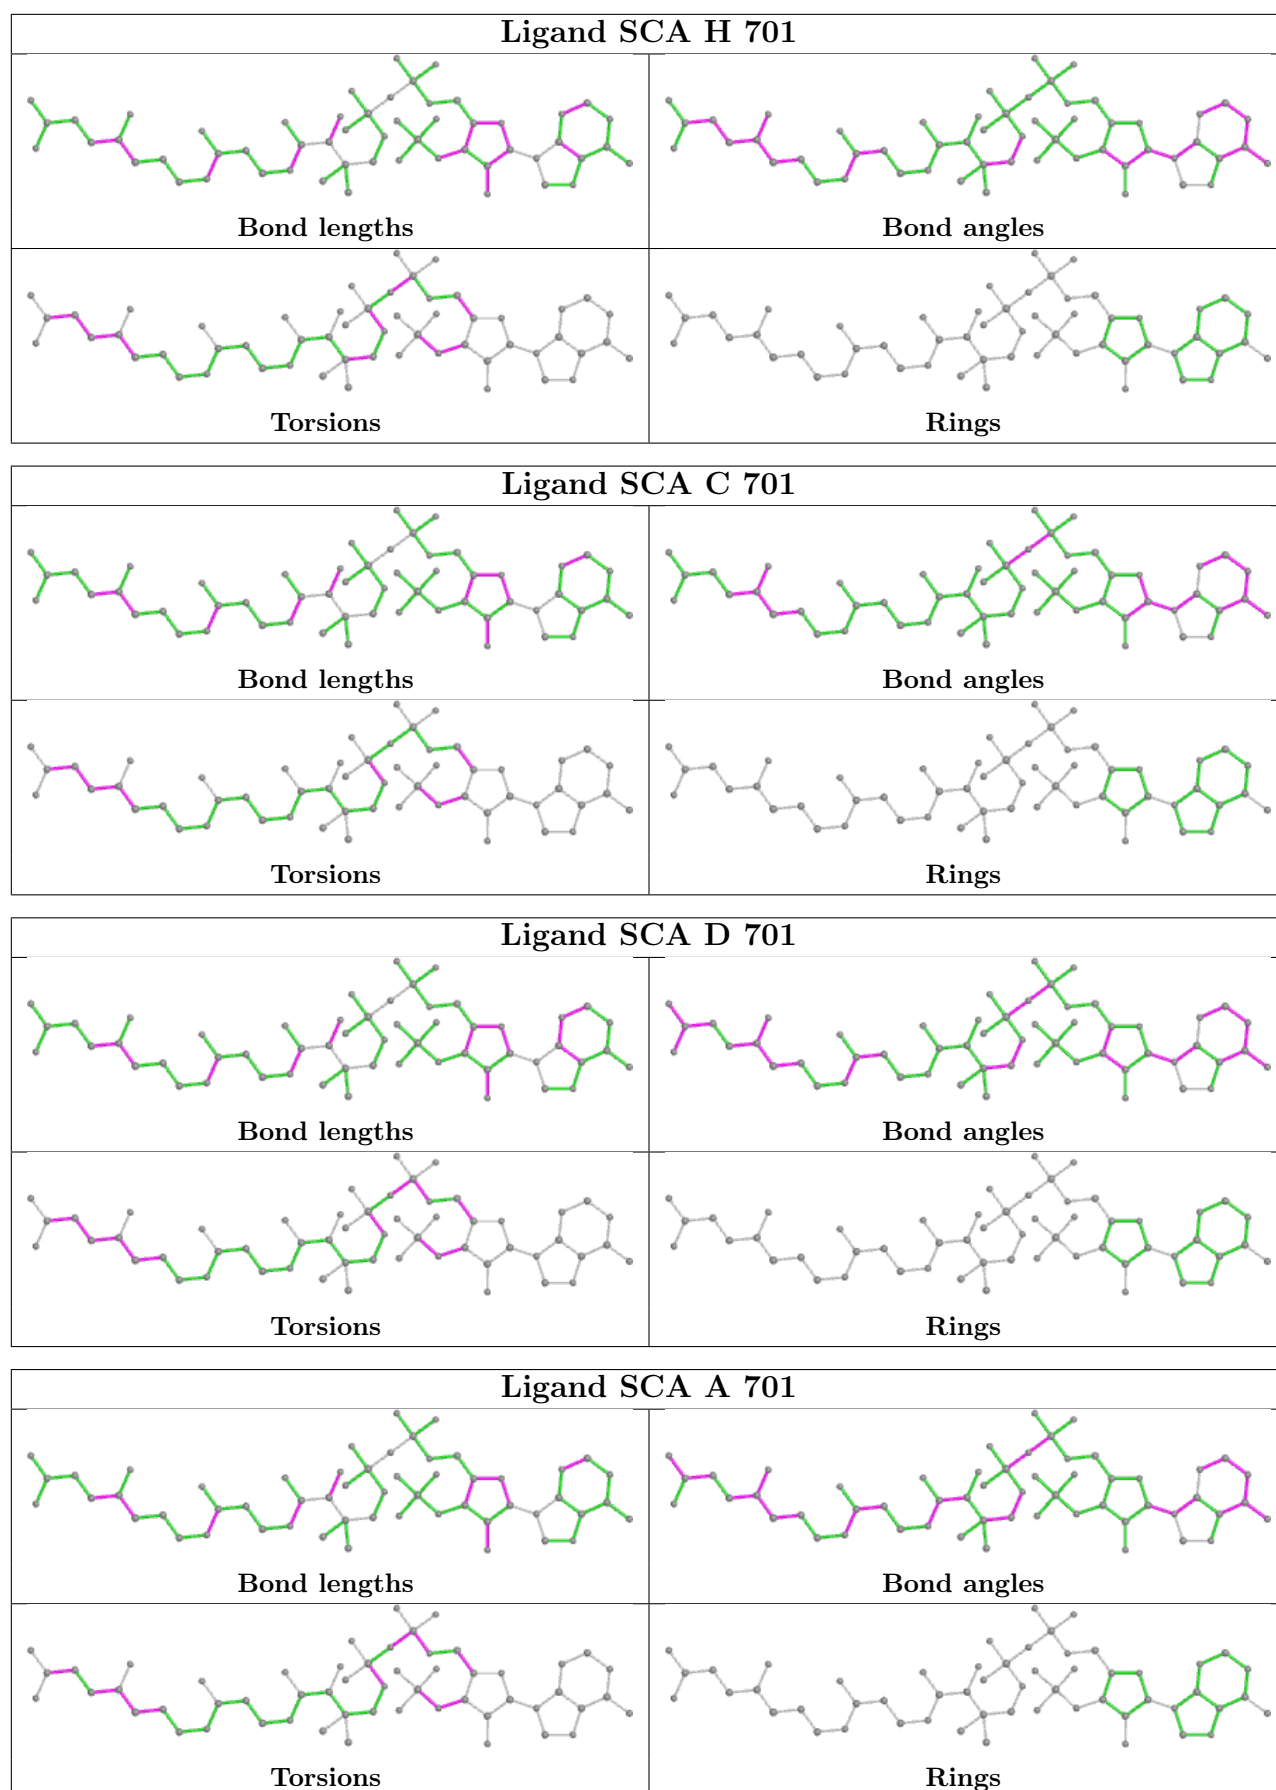 Ligand SCA H 701
Bond lengths
Bond angles
Torsions
Rings
Ligand SCA C 701
Bond lengths
Bond angles
Torsions
Rings
Ligand SCA D 701
Bond lengths
Bond angles
Torsions
Rings
Ligand SCA A 701
Bond lengths
Bond angles
Torsions
Rings